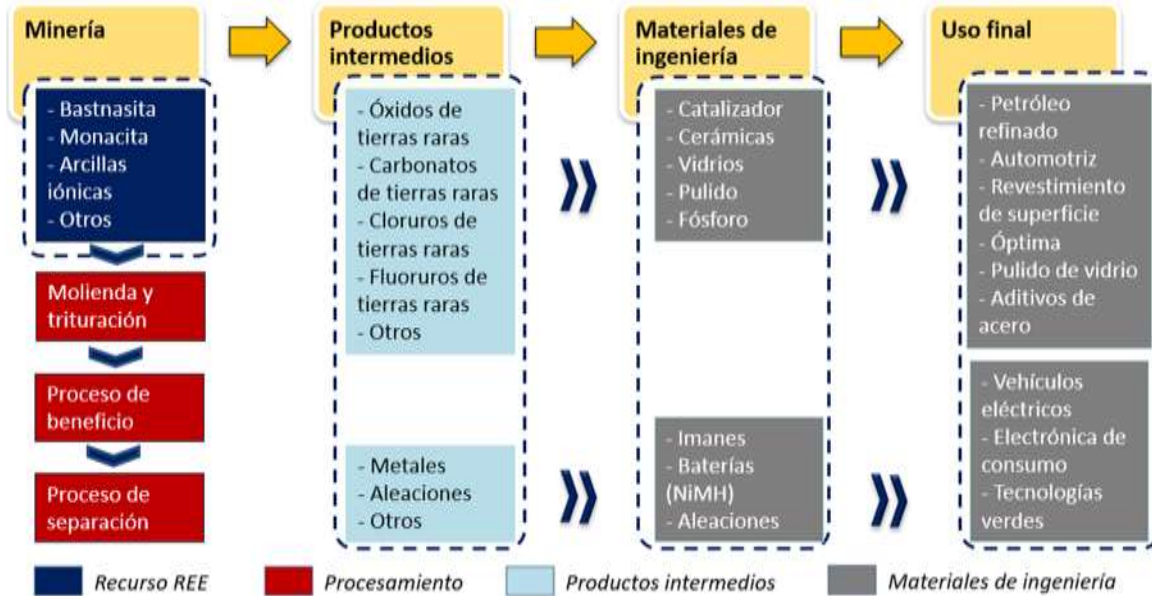 Minería
- Bastnasita
- Monacita
- Arcillas
iónicas
- Otros
Molienda y
trituración
Proceso de
beneficio
Proceso de
separación
Productos
intermedios
- Óxidos de
tierras raras
- Carbonatos
de tierras raras
- Cloruros de
tierras raras
- Fluoruros de
tierras raras
- Otros
- Metales
- Aleaciones
- Otros
Materiales de
ingeniería
- Catalizador
- Cerámicas
- Vidrios
- Pulido
- Fósforo
- Imanes
- Baterías
(NiMH)
- Aleaciones
Uso final
- Petróleo
refinado
- Automotriz
- Revestimiento
de superficie
- Óptima
- Pulido de vidrio
- Aditivos de
acero
- Vehículos
eléctricos
- Electrónica de
consumo
- Tecnologías
verdes
Recurso REE
Procesamiento
Productos intermedios
Materiales de ingeniería